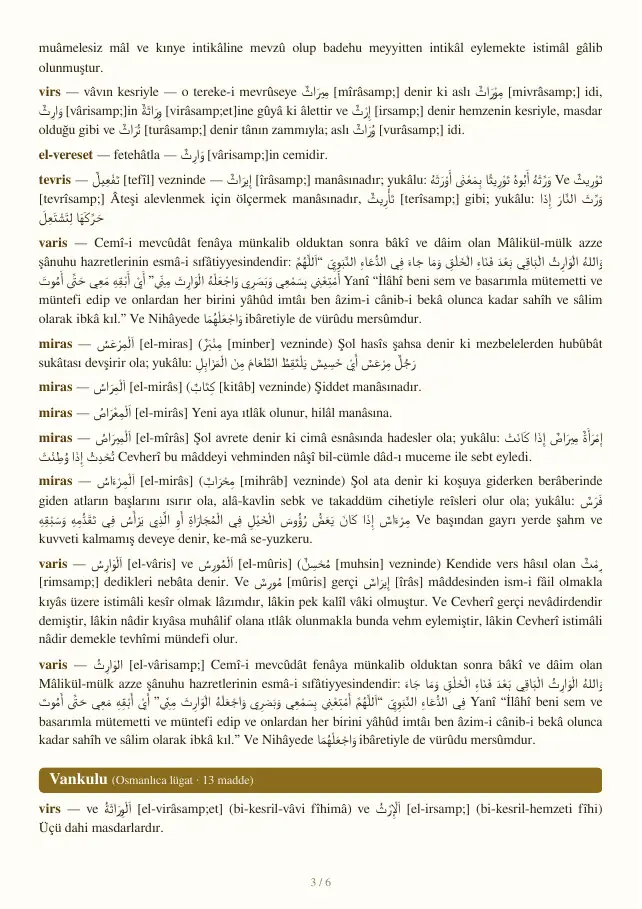 muâmelesiz mâl ve kınye intikâline mevzû olup badehu meyyitten intikâl eylemekte istimâl gâlib
olunmuştur.
virs — vâvın kesriyle — o tereke-i mevrûseye مِيرَاثٌ [mîrâsamp;] denir ki aslı مِوْرَاثٌ [mivrâsamp;] idi,
وَارِثٌ [vârisamp;]in وِرَاثَةٌ [virâsamp;et]ine gûyâ ki âlettir ve إِرْثٌ [irsamp;] denir hemzenin kesriyle, masdar
olduğu gibi ve تُرَاثٌ [turâsamp;] denir tânın zammıyla; aslı وُرَاثٌ [vurâsamp;] idi.
el-vereset — fetehâtla — وَارِثٌ [vârisamp;]in cemidir.
tevris — تَفْعِيلٌ [tefîl] vezninde — إِيرَاثٌ [îrâsamp;] manâsınadır; yukâlu: وَرَّثَهُ أَبُوهُ تَوْرِيثًا بِمَعْنَى أَوْرَثَهُ Ve تَوْرِيثٌ
[tevrîsamp;] Âteşi alevlenmek için ölçermek manâsınadır, تَأْرِيثٌ [terîsamp;] gibi; yukâlu: وَرَّثَ النَّارَ إِذَا
حَرَّكَهَا لِتَشْتَعِلَ
varis — Cemî-i mevcûdât fenâya münkalib olduktan sonra bâkî ve dâim olan Mâlikül-mülk azze
şânuhu hazretlerinin esmâ-i sıfâtiyyesindendir: وَاللهُ الْوَارِثُ الْبَاقِي بَعْدَ فَنَاءِ الْخَلْقِ وَمَا جَاءَ فِي الدُّعَاءِ النَّبَوِيِّ “اَللَّهُمَّ
أَمْتِعْنِي بِسَمْعِي وَبَصَرِي وَاجْعَلْهُ الْوَارِثَ مِنِّي” أَيْ أَبْقِهِ مَعِي حَتَّى أَمُوتَ Yanî “İlâhî beni sem ve basarımla mütemetti ve
müntefi edip ve onlardan her birini yâhûd imtâı ben âzim-i cânib-i bekâ olunca kadar sahîh ve sâlim
olarak ibkâ kıl.” Ve Nihâyede وَاجْعَلْهُمَا ibâretiyle de vürûdu mersûmdur.
miras — اَلْمِرْعَسُ [el-miras] (مِنْبَرٌ [minber] vezninde) Şol hasîs şahsa denir ki mezbelelerden hubûbât
sukâtası devşirir ola; yukâlu: رَجُلٌ مِرْعَسٌ أَيْ خَسِيسٌ يَلْتَقِطُ الطَّعَامَ مِنَ الْمَزَابِلِ
miras — اَلْمِرَاسُ [el-mirâs] (كِتَابٌ [kitâb] vezninde) Şiddet manâsınadır.
miras — اَلْمِعْرَاصُ [el-mirâs] Yeni aya ıtlâk olunur, hilâl manâsına.
miras — اَلْمِيرَاصُ [el-mîrâs] Şol avrete denir ki cimâ esnâsında hadesler ola; yukâlu: إِمْرَأَةٌ مِيرَاصٌ إِذَا كَانَتْ
تُحْدِثُ إِذَا وُطِئَتْ Cevherî bu mâddeyi vehminden nâşî bil-cümle dâd-ı muceme ile sebt eyledi.
miras — اَلْمِرْءَاسُ [el-mirâs] (مِحْرَابٌ [mihrâb] vezninde) Şol ata denir ki koşuya giderken berâberinde
giden atların başlarını ısırır ola, alâ-kavlin sebk ve takaddüm cihetiyle reîsleri olur ola; yukâlu: فَرَسٌ
مِرْءَاسٌ إِذَا كَانَ يَعَضُّ رُؤُوسَ الْخَيْلِ فِي الْمُجَارَاةِ أَوِ الَّذِي يَرْأَسُ فِي تَقَدُّمِهِ وَسَبْقِهِ Ve başından gayrı yerde şahm ve
kuvveti kalmamış deveye denir, ke-mâ se-yuzkeru.
varis — اَلْوَارِسُ [el-vâris] ve اَلْمُورِسُ [el-mûris] (مُحْسِنٌ [muhsin] vezninde) Kendide vers hâsıl olan رِمْثٌ
[rimsamp;] dedikleri nebâta denir. Ve مُورِسٌ [mûris] gerçi إِيرَاسٌ [îrâs] mâddesinden ism-i fâil olmakla
kıyâs üzere istimâli kesîr olmak lâzımdır, lâkin pek kalîl vâki olmuştur. Ve Cevherî gerçi nevâdirdendir
demiştir, lâkin nâdir kıyâsa muhâlif olana ıtlâk olunmakla bunda vehm eylemiştir, lâkin Cevherî istimâli
nâdir demekle tevhîmi mündefi olur.
varis — الوَارِثُ [el-vârisamp;] Cemî-i mevcûdât fenâya münkalib olduktan sonra bâkî ve dâim olan
Mâlikül-mülk azze şânuhu hazretlerinin esmâ-i sıfâtiyyesindendir: وَاللهُ الْوَارِثُ الْبَاقِي بَعْدَ فَنَاءِ الْخَلْقِ وَمَا جَاءَ
فِي الدُّعَاءِ النَّبَوِيِّ “اَللَّهُمَّ أَمْتِعْنِي بِسَمْعِي وَبَصَرِي وَاجْعَلْهُ الْوَارِثَ مِنِّي” أَيْ أَبْقِهِ مَعِي حَتَّى أَمُوتَ Yanî “İlâhî beni sem ve
basarımla mütemetti ve müntefi edip ve onlardan her birini yâhûd imtâı ben âzim-i cânib-i bekâ olunca
kadar sahîh ve sâlim olarak ibkâ kıl.” Ve Nihâyede وَاجْعَلْهُمَا ibâretiyle de vürûdu mersûmdur.
Vankulu (Osmanlıca lügat · 13 madde)
virs — ve اَلْوِرَاثَةُ [el-virâsamp;et] (bi-kesril-vâvi fîhimâ) ve اَلْإِرْثُ [el-irsamp;] (bi-kesril-hemzeti fîhi)
Üçü dahi masdarlardır.
3 / 6